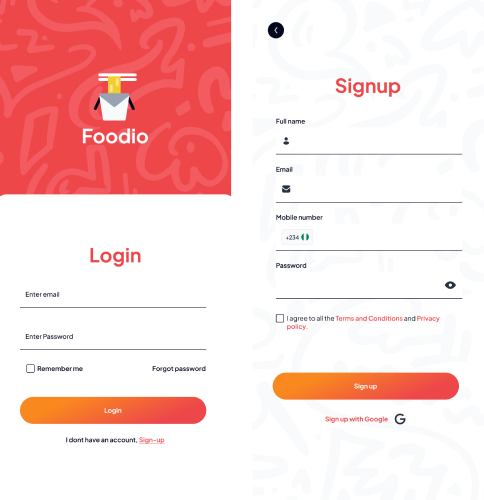 Foodio
Login
Enter email
Enter Password
Remember me
Forgot password
Login
I dont have an account, Sign-up
Signup
Full name
Email
Mobile number
+234
Password
I agree to all the Terms and Conditions and Privacy
policy.
Sign up
Sign up with Google